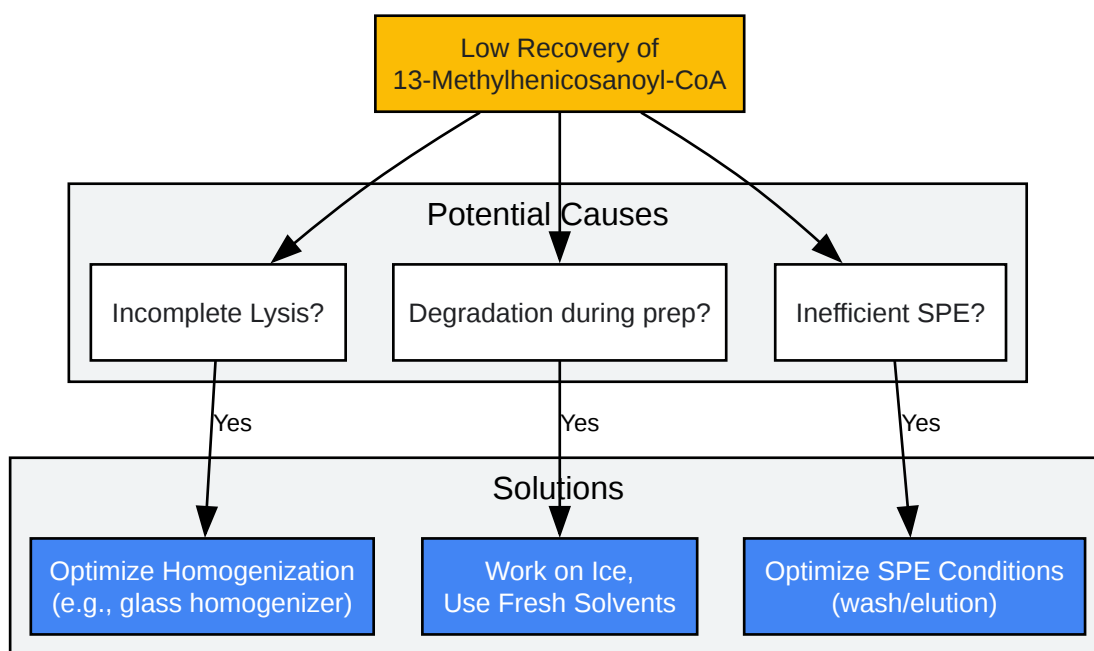 Low Recovery of
13-Methylhenicosanoyl-CoA
Potential Causes
Incomplete Lysis?
Degradation during prep?
Inefficient SPE?
Yes
Yes
Yes
Solutions
Optimize Homogenization
(e.g., glass homogenizer)
Work on Ice,
Use Fresh Solvents
Optimize SPE Conditions
(wash/elution)